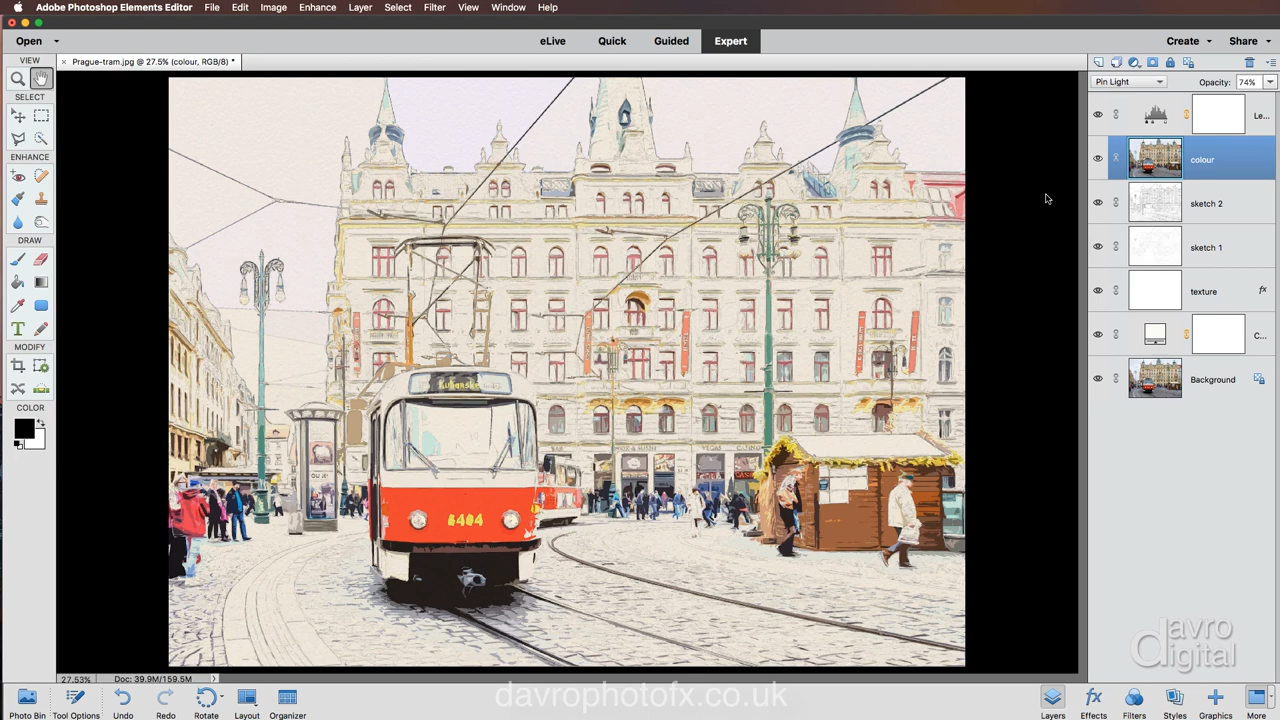 Adobe Photoshop Elements Editor File Edit Image Enhance Layer Select Filter View Window Help
Open eLive Quick Guided Expert Create Share
VIEW × Prague-tram.jpg @ 27.5% (colour, RGB/8) *
Pin Light Opacity: 74%
SELECT
Le...
ENHANCE
colour
sketch 2
DRAW
sketch 1
texture fx
MODIFY
C...
Background
COLOR
8404
davro
digital
27.53% Doc: 39.9M/159.5M
davrophotofx.co.uk
Photo Bin Tool Options Undo Redo Rotate Layout Organizer Layers Effects Filters Styles Graphics More